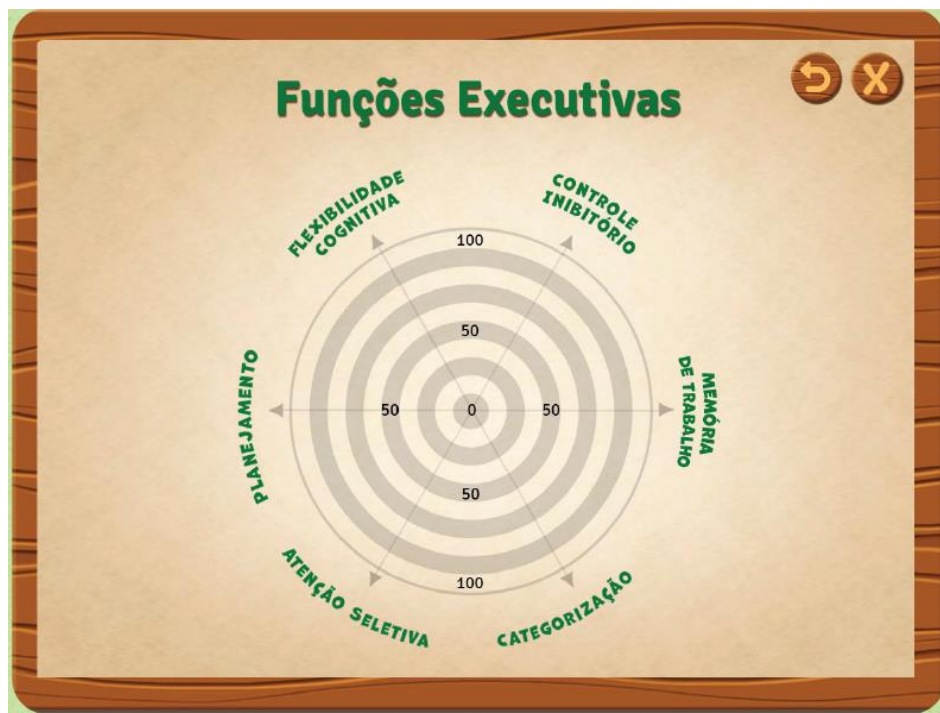 Funções Executivas
FLEXIBILIDADE
COGNITIVA
CONTROLE
INIBITÓRIO
100
50
PLANEJAMENTO
50
0
50
MEMÓRIA
DE TRABALHO
50
100
ATENÇÃO SELETIVA
CATEGORIZAÇÃO